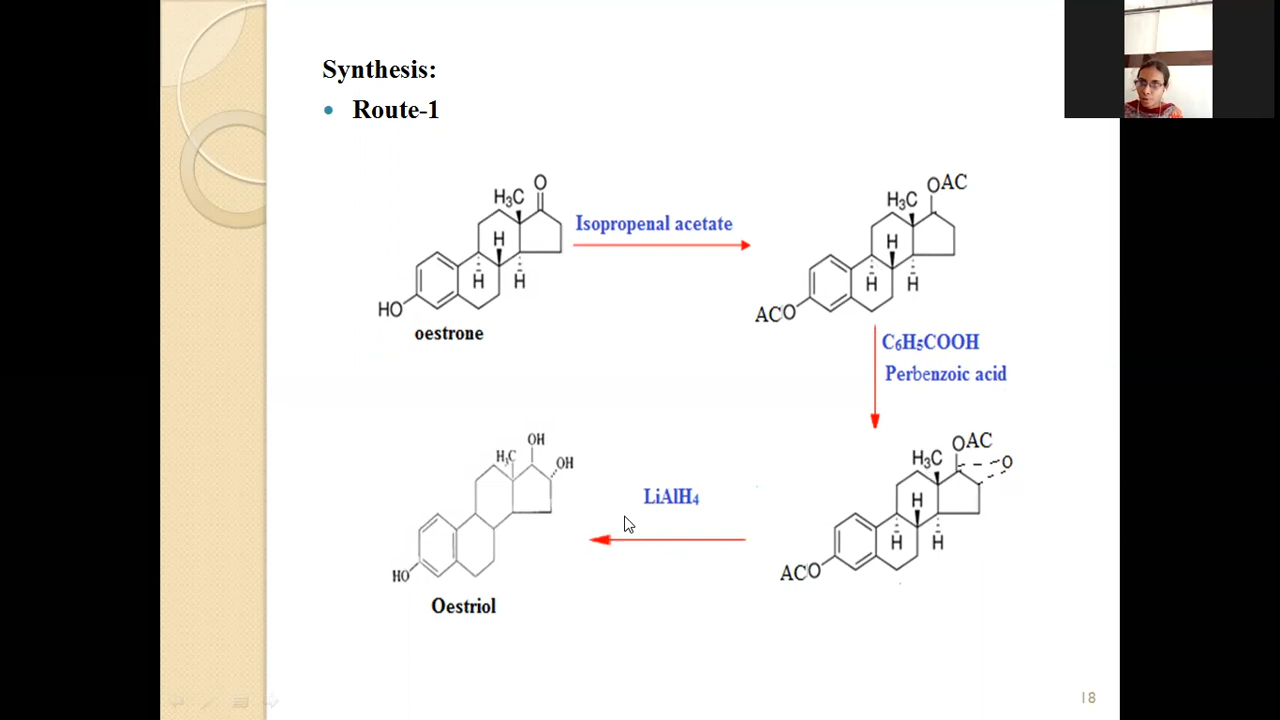 Synthesis:
• Route-1
O
H₃C
H
H
H
HO
oestrone
Isopropenal acetate
OAC
H₃C
H
H
H
ACO
C₆H₅COOH
Perbenzoic acid
OAC
H₃C
O
H
H
H
ACO
LiAlH₄
OH
H₃C
OH
HO
Oestriol
18